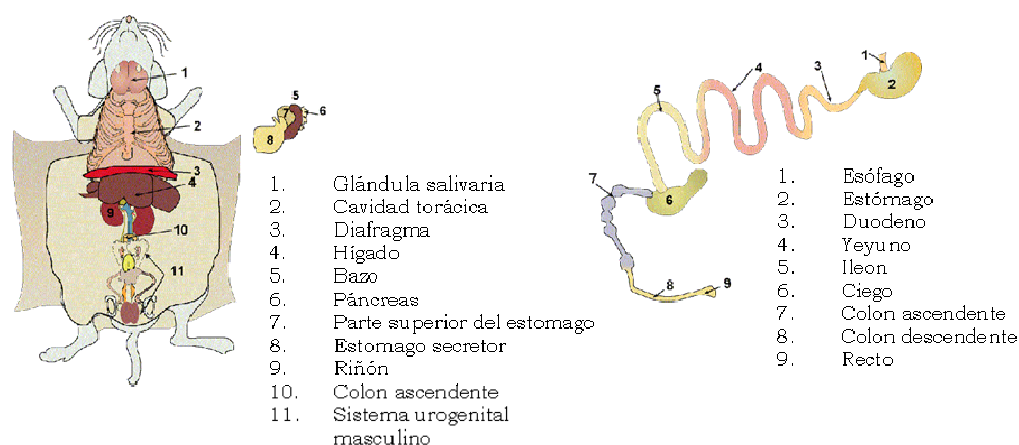 1
2
3
4
9
10
11
5
6
8
1. Glándula salivaria
2. Cavidad torácica
3. Diafragma
4. Hígado
5. Bazo
6. Páncreas
7. Parte superior del estomago
8. Estomago secretor
9. Riñón
10. Colon ascendente
11. Sistema urogenital
masculino
1
2
3
4
5
6
7
8
9
1. Esófago
2. Estómago
3. Duodeno
4. Yeyuno
5. Ileon
6. Ciego
7. Colon ascendente
8. Colon descendente
9. Recto